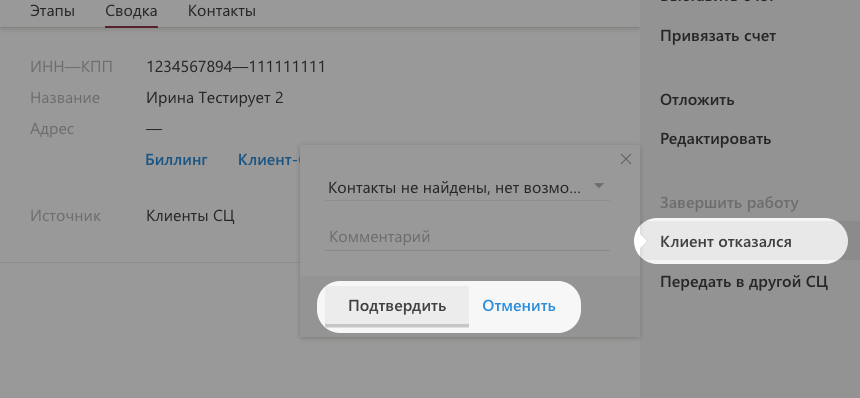 Этапы Сводка Контакты
ИНН—КПП 1234567894—111111111
Название Ирина Тестирует 2
Адрес —
Биллинг Клиент-
Источник Клиенты СЦ
Контакты не найдены, нет возмо...
Комментарий
Подтвердить Отменить
Привязать счет
Отложить
Редактировать
Завершить работу
Клиент отказался
Передать в другой СЦ